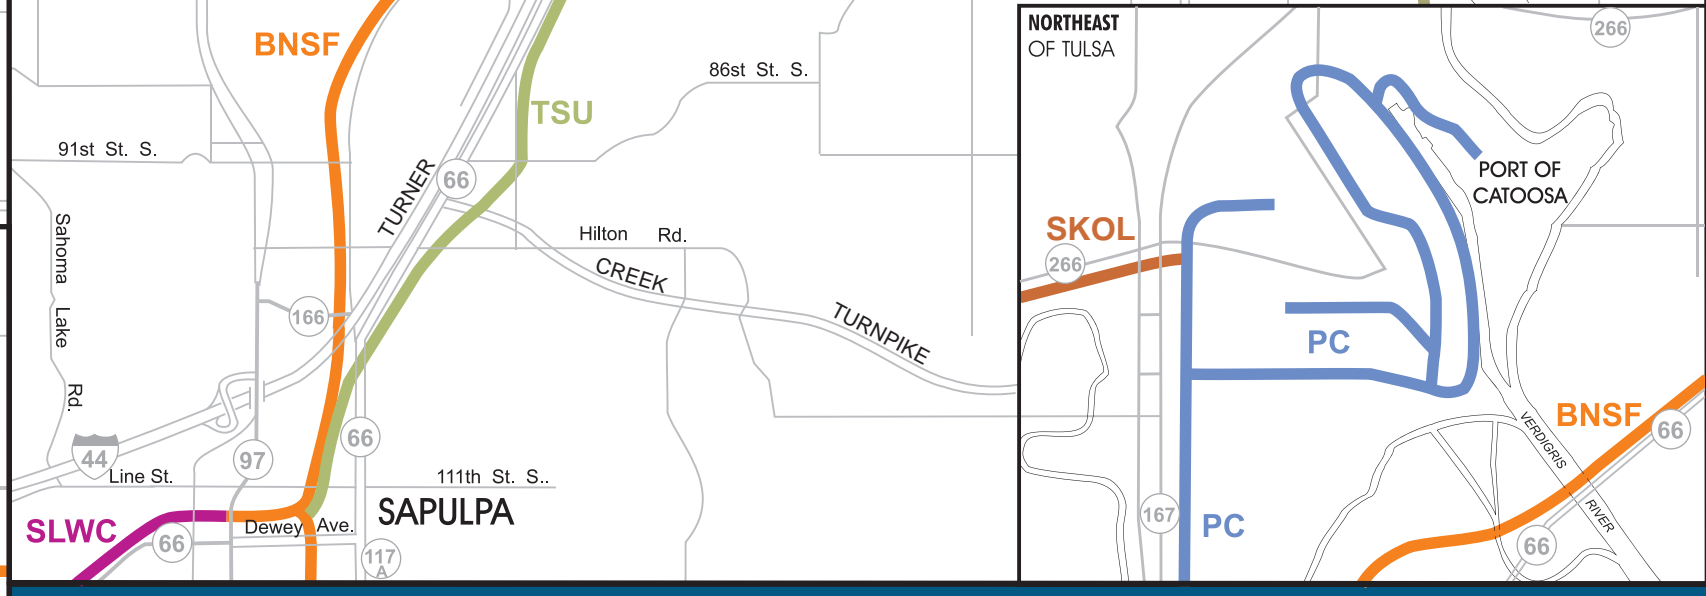 BNSF
TSU
86st St. S.
91st St. S.
TURNER
66
Sahoma Lake Rd.
Hilton Rd.
CREEK
TURNPIKE
166
44
97
66
Line St.
111th St. S..
SAPULPA
SLWC
66
Dewey Ave.
117
A
NORTHEAST
OF TULSA
266
PORT OF
CATOOSA
SKOL
266
PC
BNSF
66
VERDIGRIS
RIVER
167
PC
66